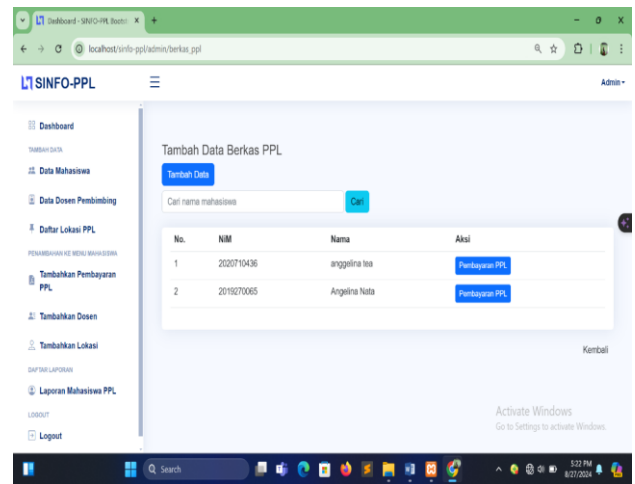 Dashboard - SINFO-PPL Bootst
localhost/sinfo-ppl/admin/berkas_ppl
SINFO-PPL
Admin
Dashboard
TAMBAH DATA
Data Mahasiswa
Data Dosen Pembimbing
Daftar Lokasi PPL
PENAMBAHAN KE MENU MAHASISWA
Tambahkan Pembayaran
PPL
Tambahkan Dosen
Tambahkan Lokasi
DAFTAR LAPORAN
Laporan Mahasiswa PPL
LOGOUT
Logout
Tambah Data Berkas PPL
Tambah Data
Cari nama mahasiswa Cari
No. NIM Nama Aksi
1 2020710436 anggelina tea Pembayaran PPL
2 2019270065 Angelina Nata Pembayaran PPL
Kembali
Activate Windows
Go to Settings to activate Windows.
Search
5:22 PM
8/27/2024